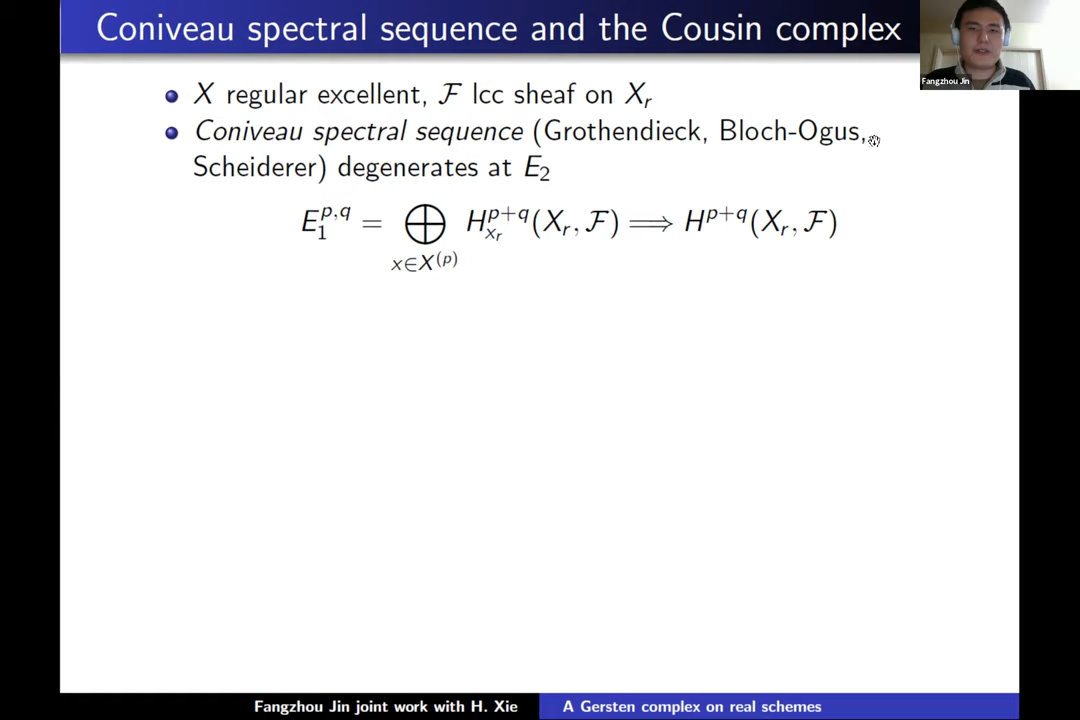 Coniveau spectral sequence and the Cousin complex
Fangzhou Jin
X regular excellent, ℱ lcc sheaf on X_r
Coniveau spectral sequence (Grothendieck, Bloch-Ogus,
Scheiderer) degenerates at E_2
E_1^{p,q} = ⨁_{x∈X^{(p)}} H_{x_r}^{p+q}(X_r, ℱ) ⟹ H^{p+q}(X_r, ℱ)
Fangzhou Jin joint work with H. Xie
A Gersten complex on real schemes